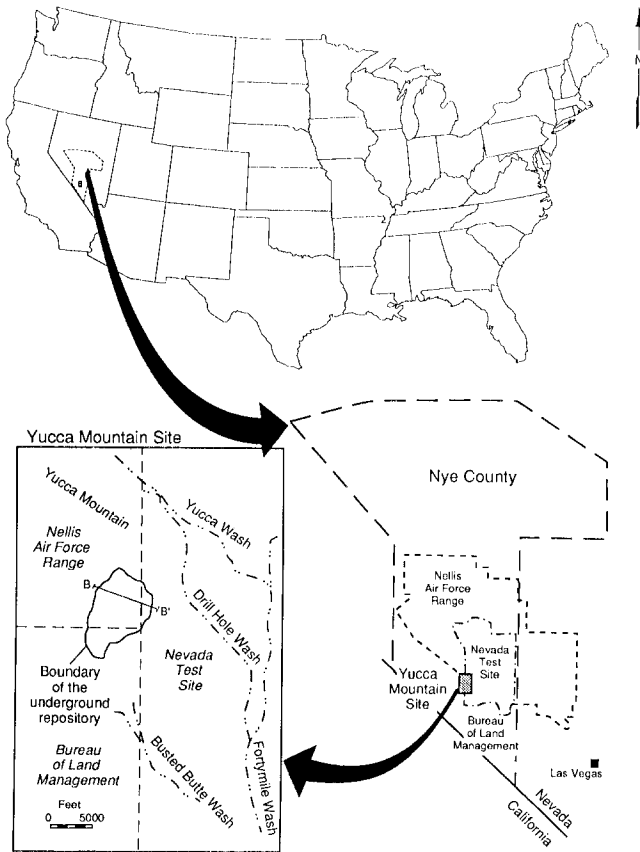 N
Yucca Mountain Site
Yucca Mountain
Yucca Wash
Nellis
Air Force
Range
B
B'
Drill Hole Wash
Nevada
Test
Site
Boundary
of the
underground
repository
Bureau
of Land
Management
Feet
0 5000
Busted Butte Wash
Fortymile Wash
Nye County
Nellis
Air Force
Range
Nevada
Test
Site
Yucca
Mountain
Site
Bureau
of Land
Management
Las Vegas
Nevada
California